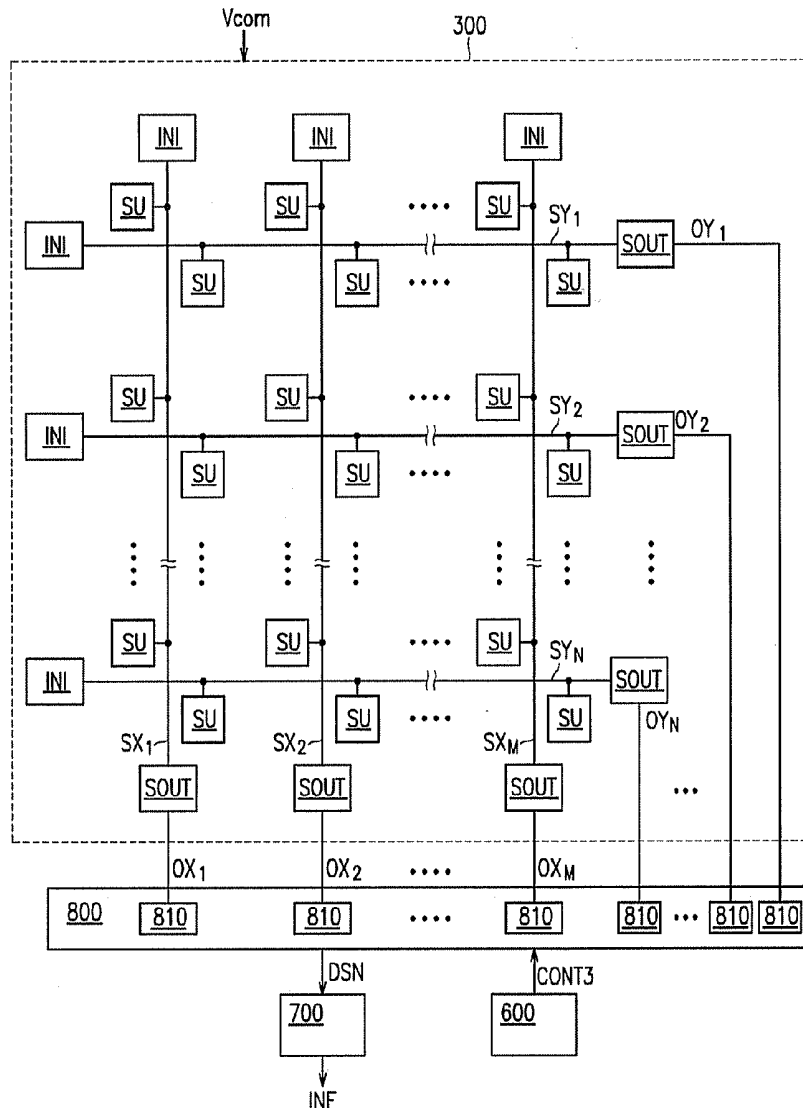 Vcom
300
INI INI INI
SU SU SU
SY1 OY1
INI SOUT
SU SU SU
SU SU SU
SY2 OY2
INI SOUT
SU SU SU
SU SU SU
SYN
INI SOUT
SU SU SU
OYN
SX1 SX2 SXM
SOUT SOUT SOUT
OX1 OX2 OXM
800 810 810 810 810 810 810
DSN CONT3
700 600
INF